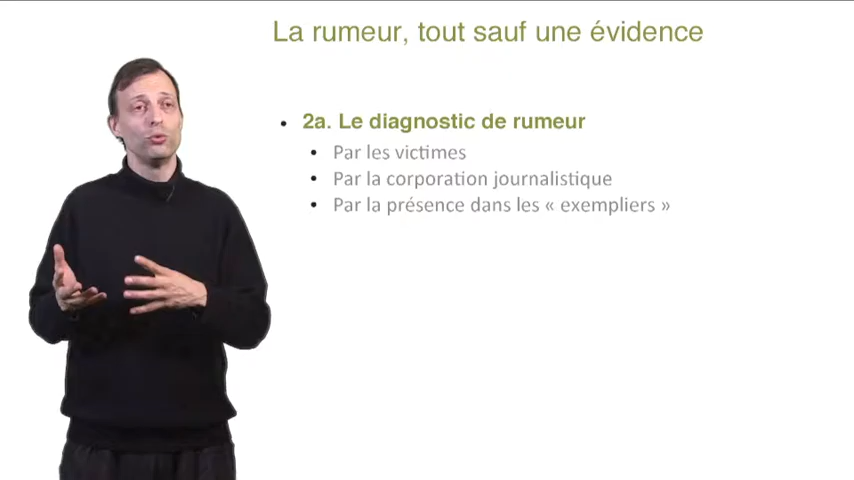 La rumeur, tout sauf une évidence
• 2a. Le diagnostic de rumeur
• Par les victimes
• Par la corporation journalistique
• Par la présence dans les « exempliers »